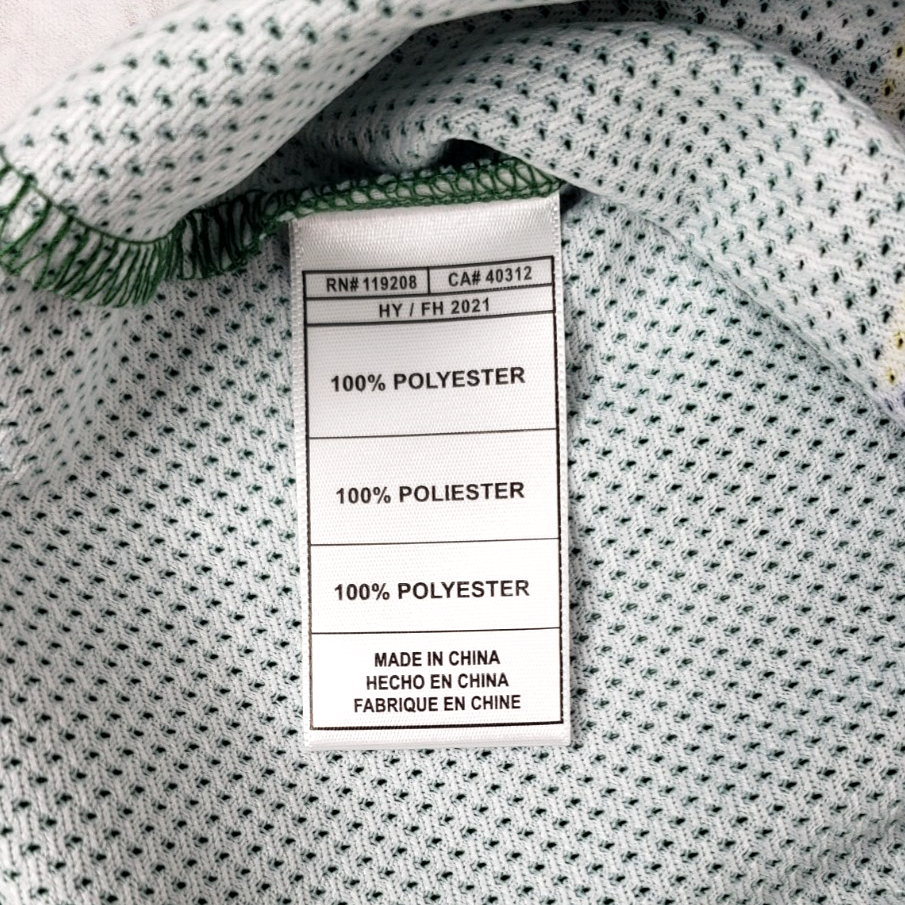 RN# 119208 CA# 40312
HY / FH 2021
100% POLYESTER
100% POLIESTER
100% POLYESTER
MADE IN CHINA
HECHO EN CHINA
FABRIQUE EN CHINE